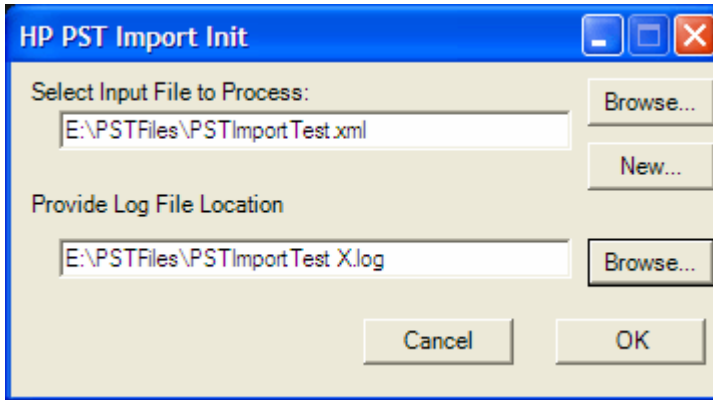 HP PST Import Init
Select Input File to Process:
Browse...
E:\PSTFiles\PSTImportTest.xml
New...
Provide Log File Location
E:\PSTFiles\PSTImportTest X.log
Browse...
Cancel
OK